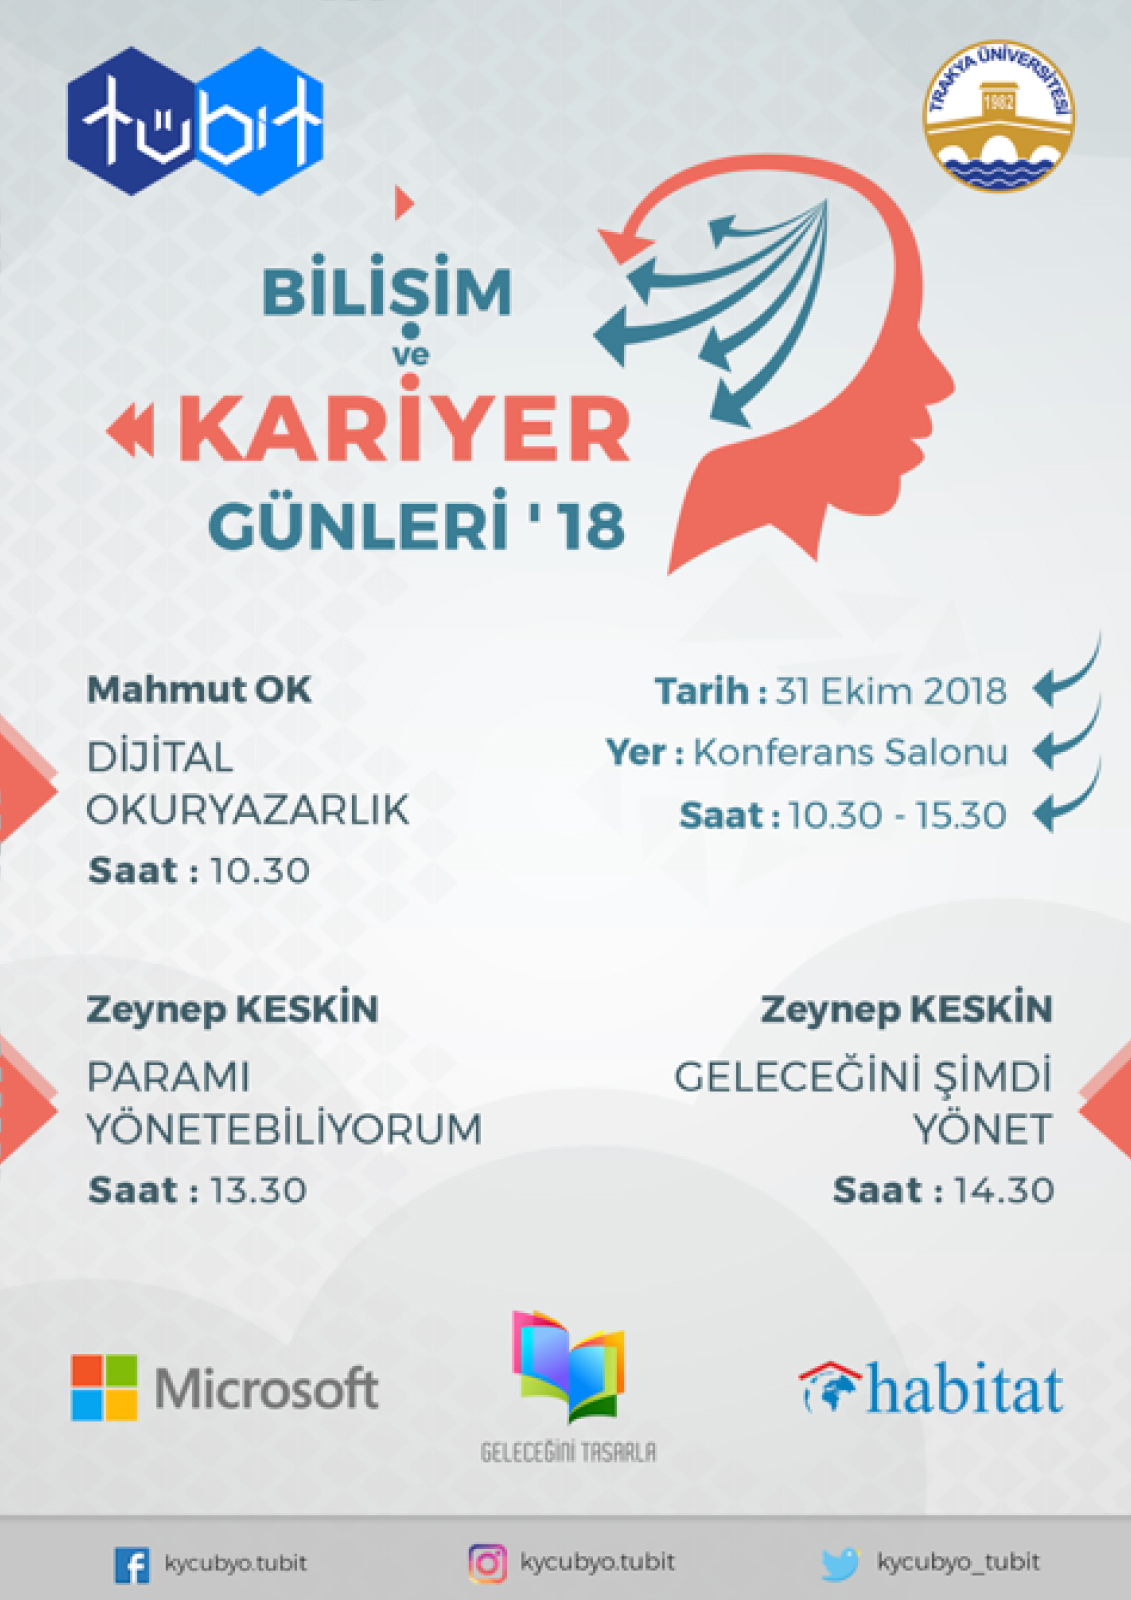 tübit
TRAKYA ÜNİVERSİTESİ
1982
BİLİŞİM
ve
KARİYER
GÜNLERİ '18
Mahmut OK
DİJİTAL
OKURYAZARLIK
Saat : 10.30
Tarih : 31 Ekim 2018
Yer : Konferans Salonu
Saat : 10.30 - 15.30
Zeynep KESKİN
PARAMI
YÖNETEBİLİYORUM
Saat : 13.30
Zeynep KESKİN
GELECEĞİNİ ŞİMDİ
YÖNET
Saat : 14.30
Microsoft
GELECEĞİNİ TASARLA
habitat
kycubyo.tubit
kycubyo.tubit
kycubyo_tubit